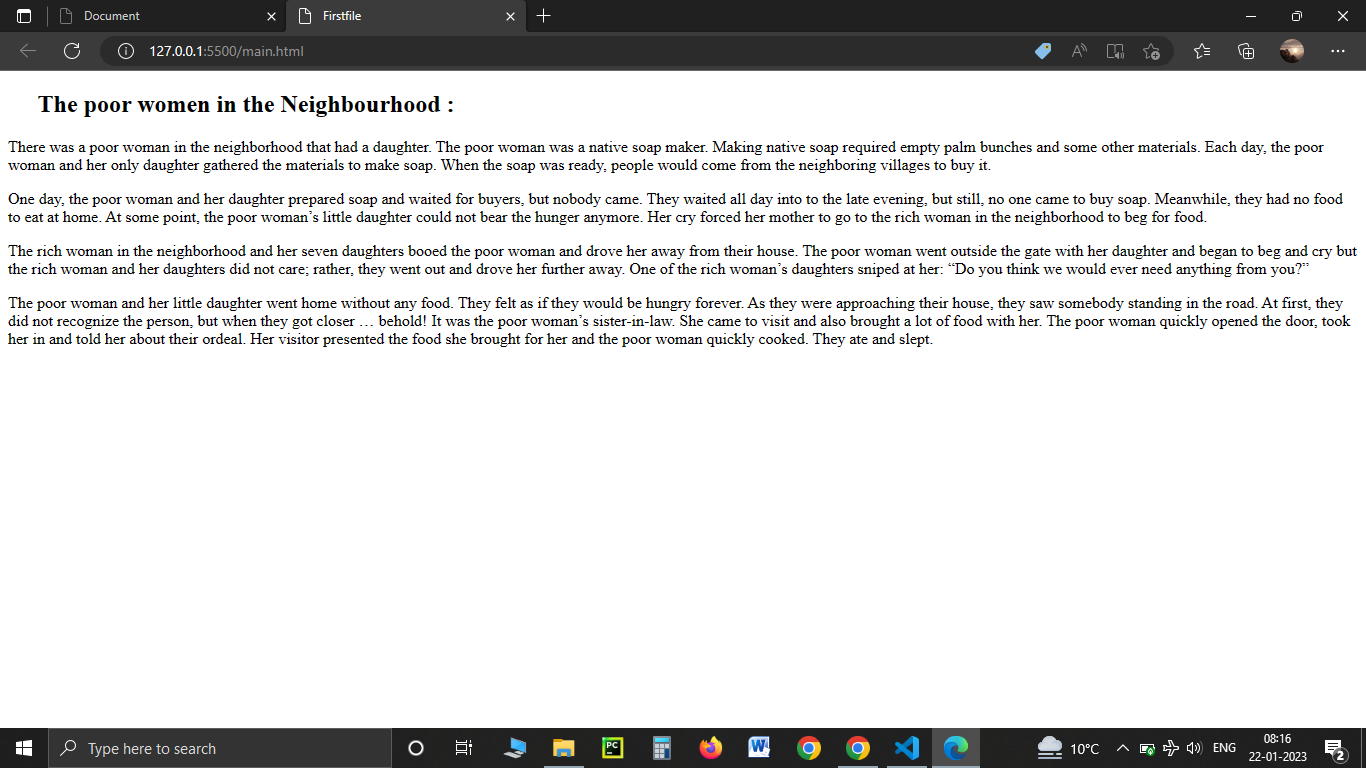 Document
Firstfile
127.0.0.1:5500/main.html
The poor women in the Neighbourhood :
There was a poor woman in the neighborhood that had a daughter. The poor woman was a native soap maker. Making native soap required empty palm bunches and some other materials. Each day, the poor
woman and her only daughter gathered the materials to make soap. When the soap was ready, people would come from the neighboring villages to buy it.
One day, the poor woman and her daughter prepared soap and waited for buyers, but nobody came. They waited all day into to the late evening, but still, no one came to buy soap. Meanwhile, they had no food
to eat at home. At some point, the poor woman’s little daughter could not bear the hunger anymore. Her cry forced her mother to go to the rich woman in the neighborhood to beg for food.
The rich woman in the neighborhood and her seven daughters booed the poor woman and drove her away from their house. The poor woman went outside the gate with her daughter and began to beg and cry but
the rich woman and her daughters did not care; rather, they went out and drove her further away. One of the rich woman’s daughters sniped at her: “Do you think we would ever need anything from you?”
The poor woman and her little daughter went home without any food. They felt as if they would be hungry forever. As they were approaching their house, they saw somebody standing in the road. At first, they
did not recognize the person, but when they got closer … behold! It was the poor woman’s sister-in-law. She came to visit and also brought a lot of food with her. The poor woman quickly opened the door, took
her in and told her about their ordeal. Her visitor presented the food she brought for her and the poor woman quickly cooked. They ate and slept.
Type here to search
PC
W
10°C
ENG
08:16
22-01-2023
2